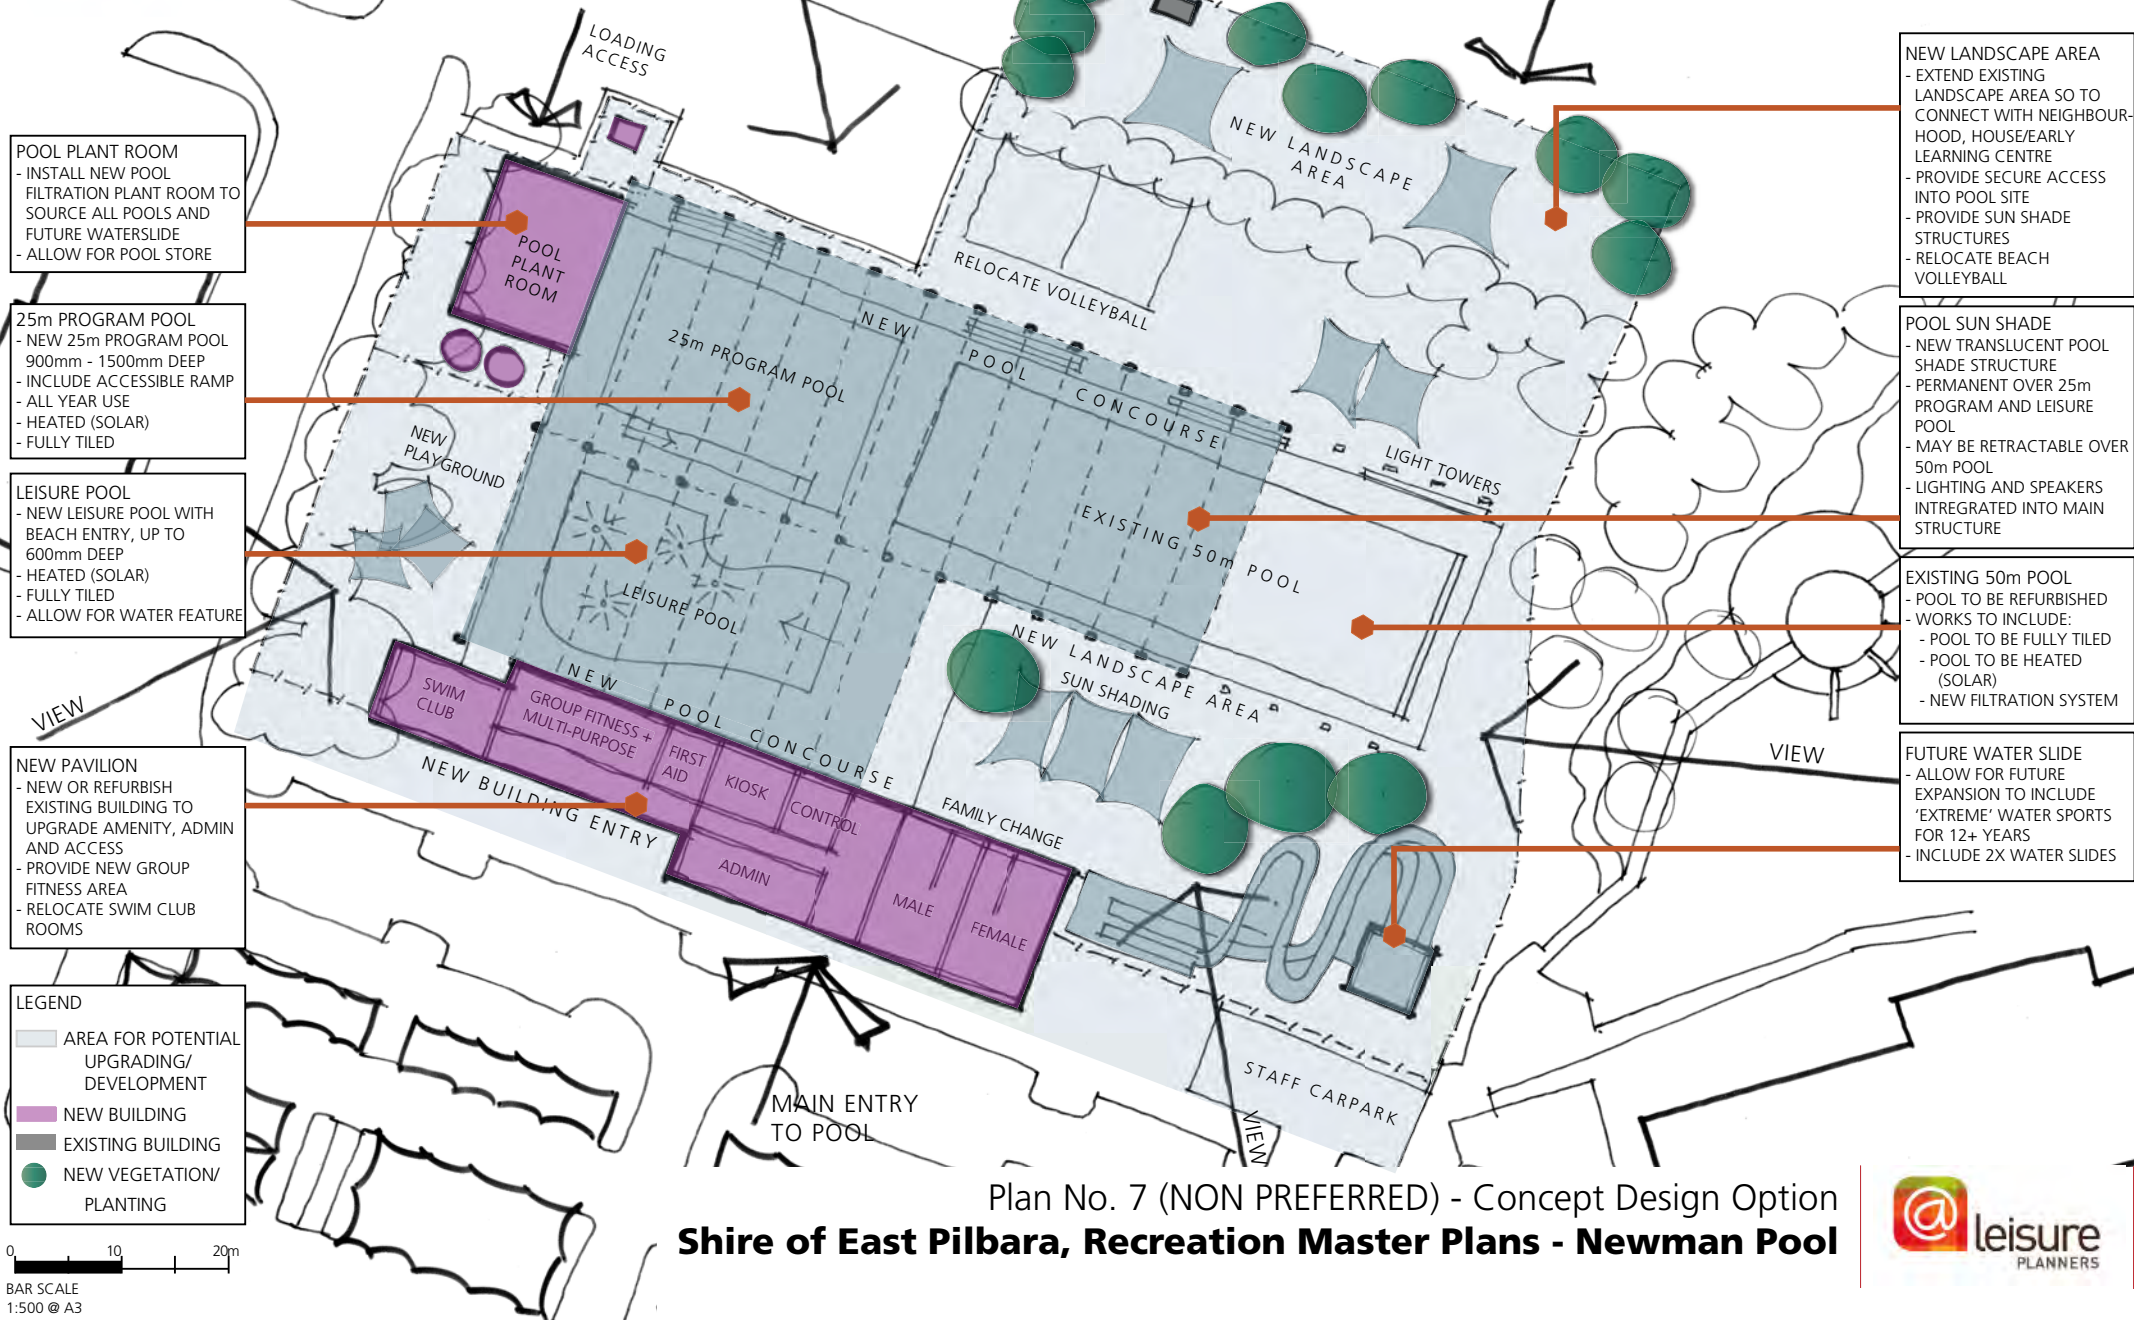 POOL PLANT ROOM
- INSTALL NEW POOL
FILTRATION PLANT ROOM TO
SOURCE ALL POOLS AND
FUTURE WATERSLIDE
- ALLOW FOR POOL STORE
25m PROGRAM POOL
- NEW 25m PROGRAM POOL
900mm - 1500mm DEEP
- INCLUDE ACCESSIBLE RAMP
- ALL YEAR USE
- HEATED (SOLAR)
- FULLY TILED
LEISURE POOL
- NEW LEISURE POOL WITH
BEACH ENTRY, UP TO
600mm DEEP
- HEATED (SOLAR)
- FULLY TILED
- ALLOW FOR WATER FEATURE
VIEW
NEW PAVILION
- NEW OR REFURBISH
EXISTING BUILDING TO
UPGRADE AMENITY, ADMIN
AND ACCESS
- PROVIDE NEW GROUP
FITNESS AREA
- RELOCATE SWIM CLUB
ROOMS
LEGEND
AREA FOR POTENTIAL
UPGRADING/
DEVELOPMENT
NEW BUILDING
EXISTING BUILDING
NEW VEGETATION/
PLANTING
0 10 20m
BAR SCALE
1:500 @ A3
LOADING
ACCESS
POOL
PLANT
ROOM
NEW
PLAYGROUND
25m PROGRAM POOL
NEW POOL CONCOURSE
RELOCATE VOLLEYBALL
NEW LANDSCAPE
AREA
LIGHT TOWERS
EXISTING 50m POOL
LEISURE POOL
NEW LANDSCAPE AREA
SUN SHADING
NEW POOL CONCOURSE
SWIM
CLUB
GROUP FITNESS +
MULTI-PURPOSE
FIRST
AID
KIOSK
CONTROL
FAMILY CHANGE
ADMIN
MALE
FEMALE
NEW BUILDING ENTRY
MAIN ENTRY
TO POOL
STAFF CARPARK
VIEW
VIEW
NEW LANDSCAPE AREA
- EXTEND EXISTING
LANDSCAPE AREA SO TO
CONNECT WITH NEIGHBOUR-
HOOD, HOUSE/EARLY
LEARNING CENTRE
- PROVIDE SECURE ACCESS
INTO POOL SITE
- PROVIDE SUN SHADE
STRUCTURES
- RELOCATE BEACH
VOLLEYBALL
POOL SUN SHADE
- NEW TRANSLUCENT POOL
SHADE STRUCTURE
- PERMANENT OVER 25m
PROGRAM AND LEISURE
POOL
- MAY BE RETRACTABLE OVER
50m POOL
- LIGHTING AND SPEAKERS
INTREGRATED INTO MAIN
STRUCTURE
EXISTING 50m POOL
- POOL TO BE REFURBISHED
- WORKS TO INCLUDE:
- POOL TO BE FULLY TILED
- POOL TO BE HEATED
(SOLAR)
- NEW FILTRATION SYSTEM
FUTURE WATER SLIDE
- ALLOW FOR FUTURE
EXPANSION TO INCLUDE
‘EXTREME’ WATER SPORTS
FOR 12+ YEARS
- INCLUDE 2X WATER SLIDES
Plan No. 7 (NON PREFERRED) - Concept Design Option
Shire of East Pilbara, Recreation Master Plans - Newman Pool
@leisure
PLANNERS